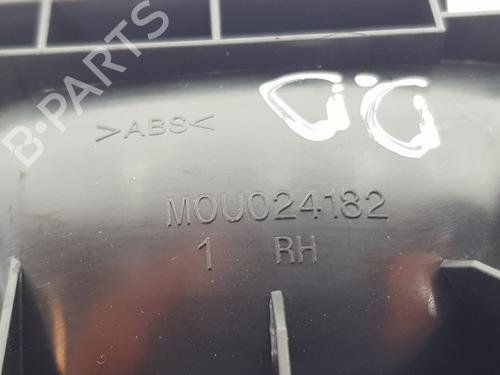 B-PARTS
>ABS<
D.D
MOU024182
1 RH